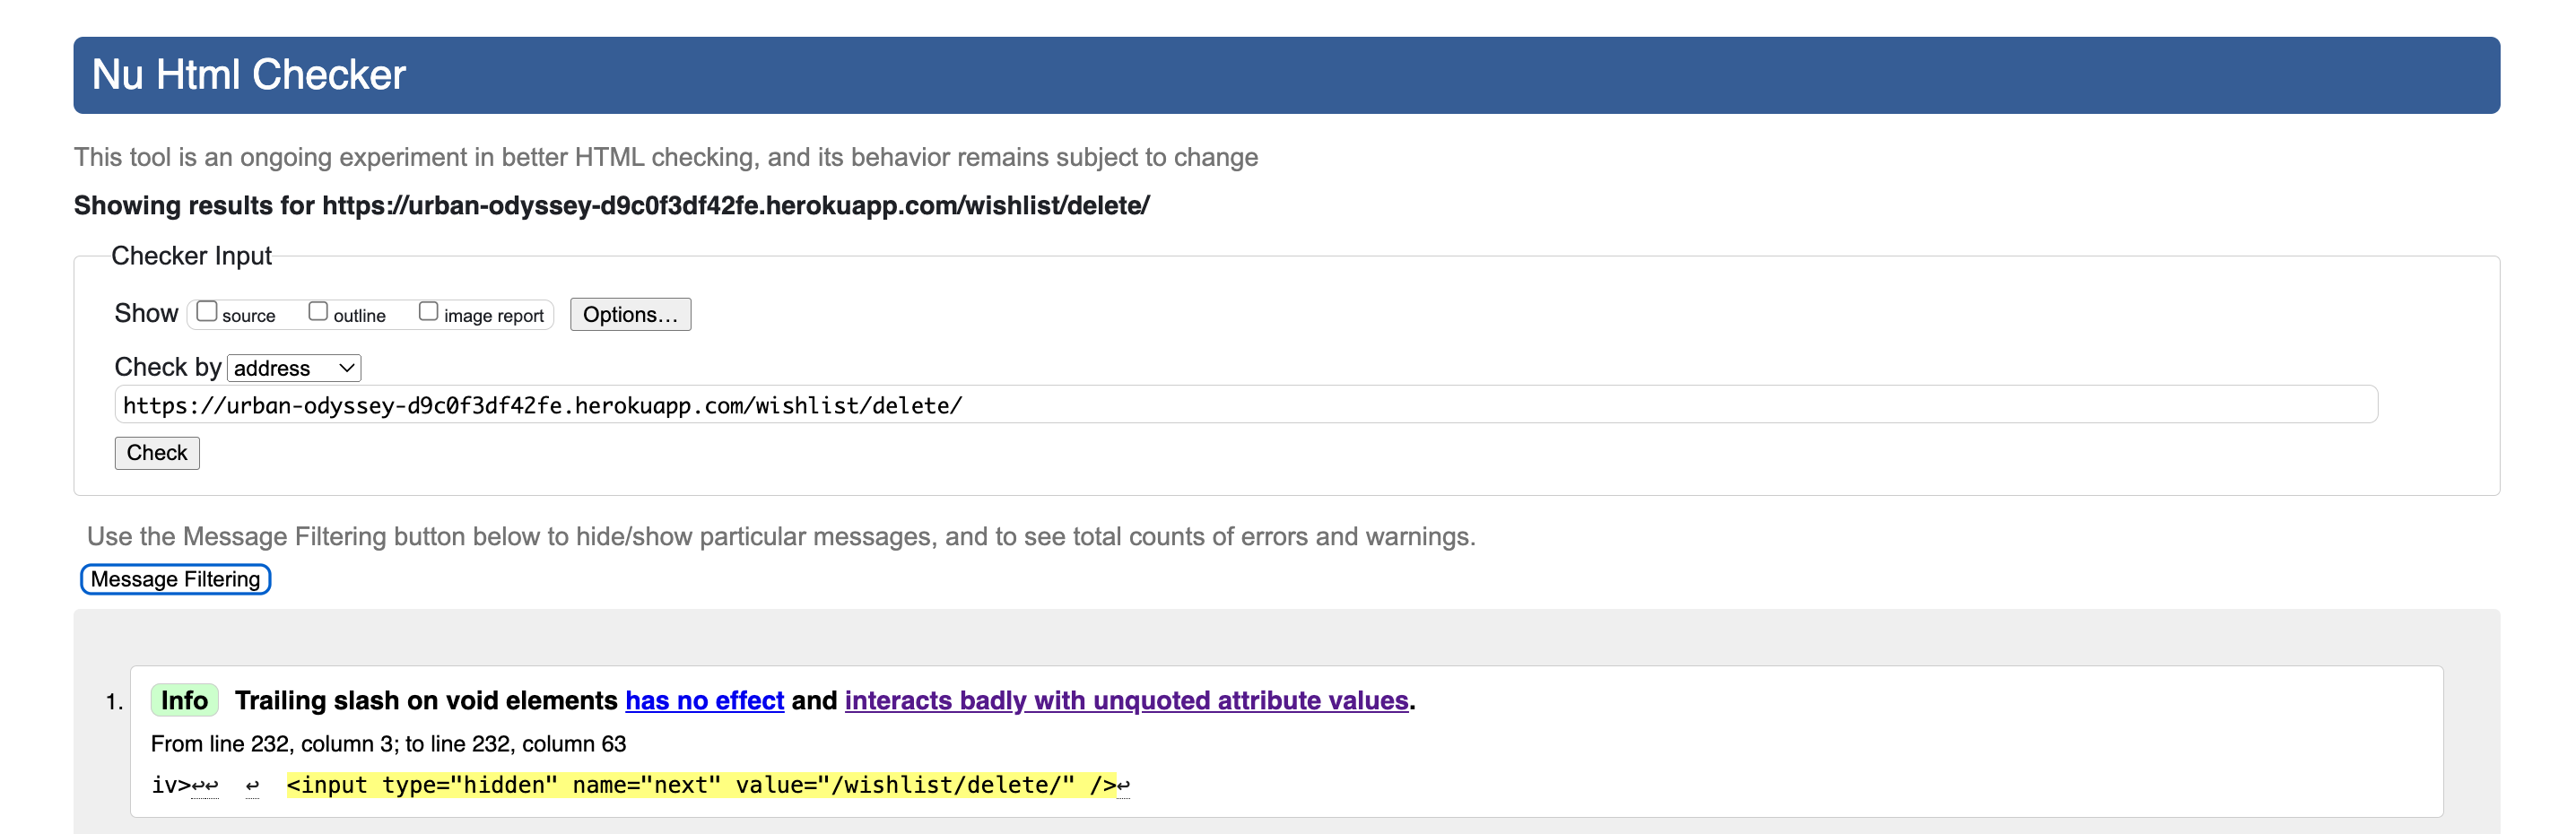 Nu Html Checker
This tool is an ongoing experiment in better HTML checking, and its behavior remains subject to change
Showing results for https://urban-odyssey-d9c0f3df42fe.herokuapp.com/wishlist/delete/
Checker Input
Show source outline image report Options…
Check by address
https://urban-odyssey-d9c0f3df42fe.herokuapp.com/wishlist/delete/
Check
Use the Message Filtering button below to hide/show particular messages, and to see total counts of errors and warnings.
Message Filtering
1. Info Trailing slash on void elements has no effect and interacts badly with unquoted attribute values.
From line 232, column 3; to line 232, column 63
iv>↩↩ ↩ <input type="hidden" name="next" value="/wishlist/delete/" />↩